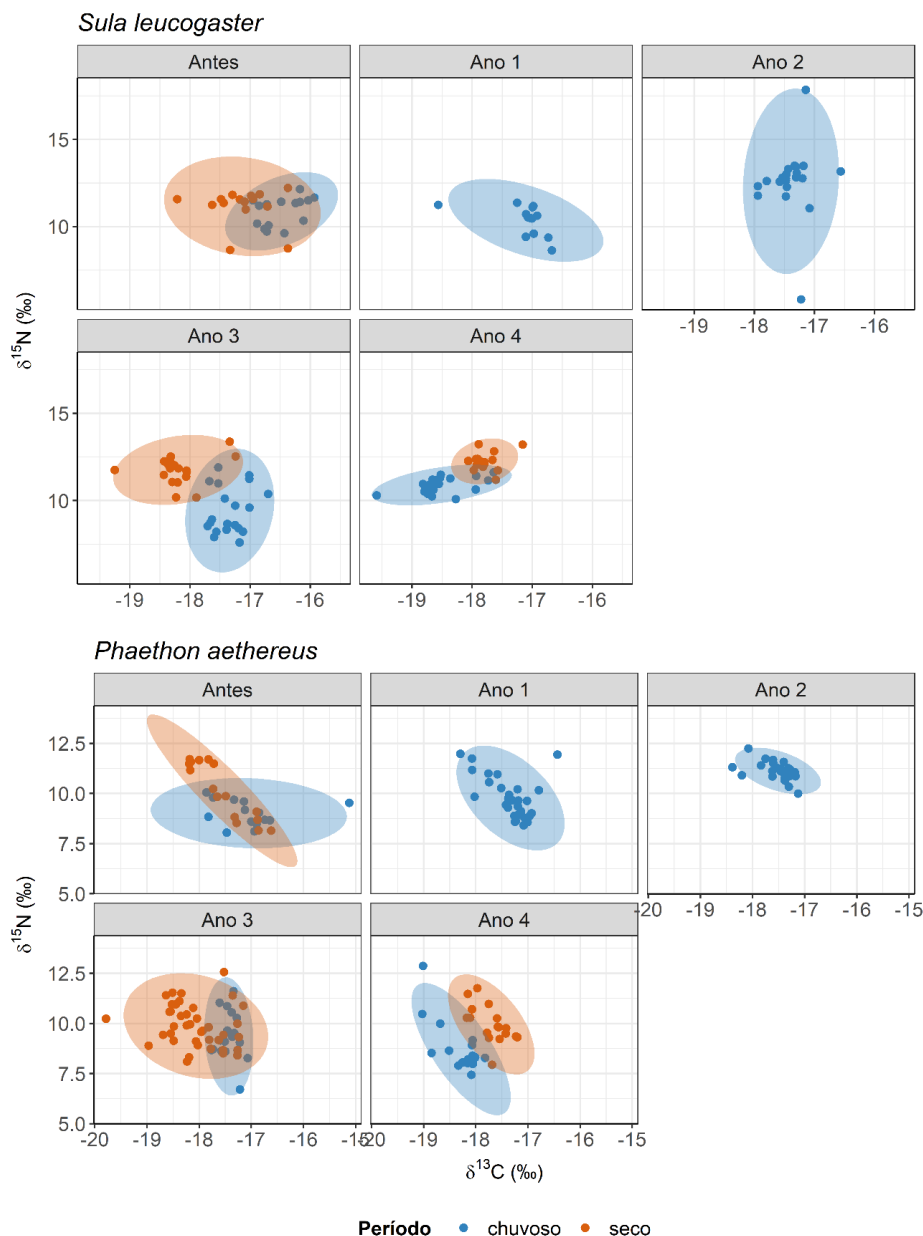 Sula leucogaster
Antes
Ano 1
Ano 2
15
10
-19 -18 -17 -16
Ano 3
Ano 4
15
10
-19 -18 -17 -16
-19 -18 -17 -16
δ15N (‰)
Phaethon aethereus
Antes
Ano 1
Ano 2
12.5
10.0
7.5
5.0
-20 -19 -18 -17 -16 -15
Ano 3
Ano 4
12.5
10.0
7.5
5.0
-20 -19 -18 -17 -16 -15
-20 -19 -18 -17 -16 -15
δ15N (‰)
δ13C (‰)
Período chuvoso seco